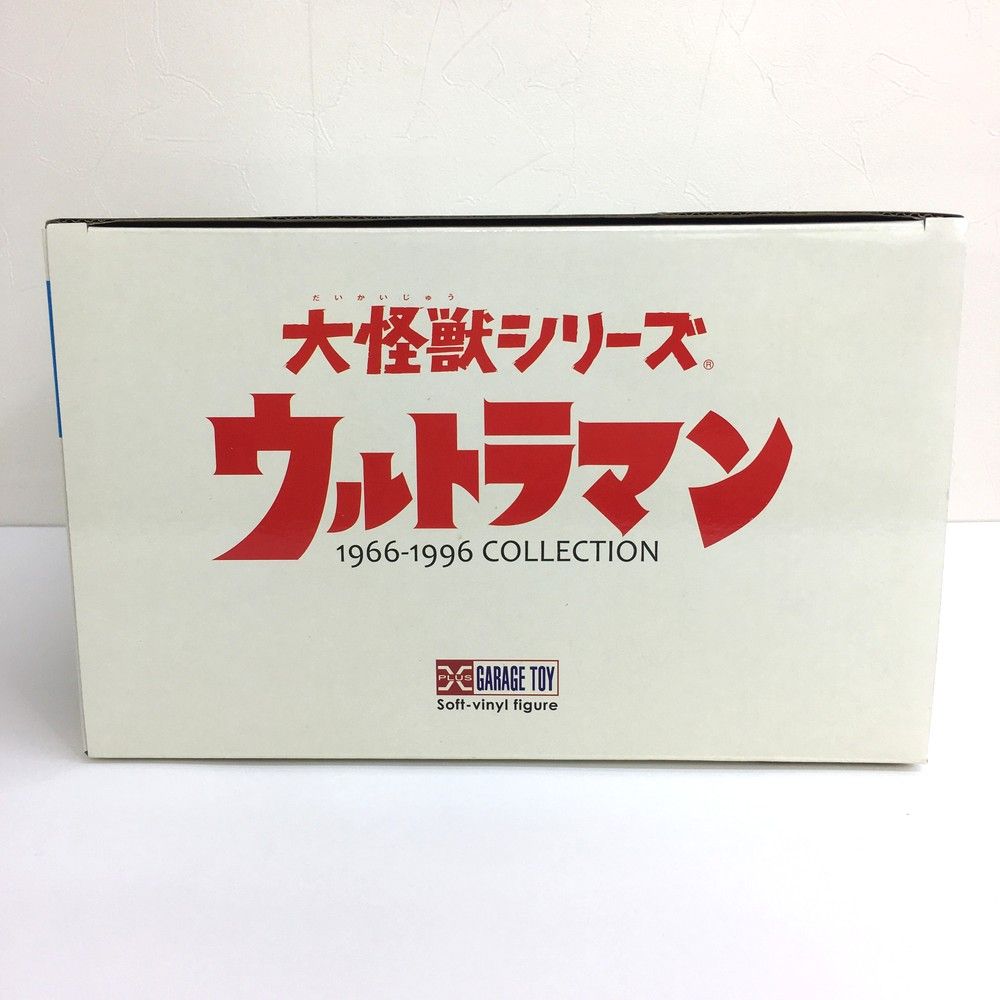 だいかいじゅう
大怪獣シリーズ®
ウルトラマン
1966-1996 COLLECTION
X PLUS GARAGE TOY
Soft-vinyl figure